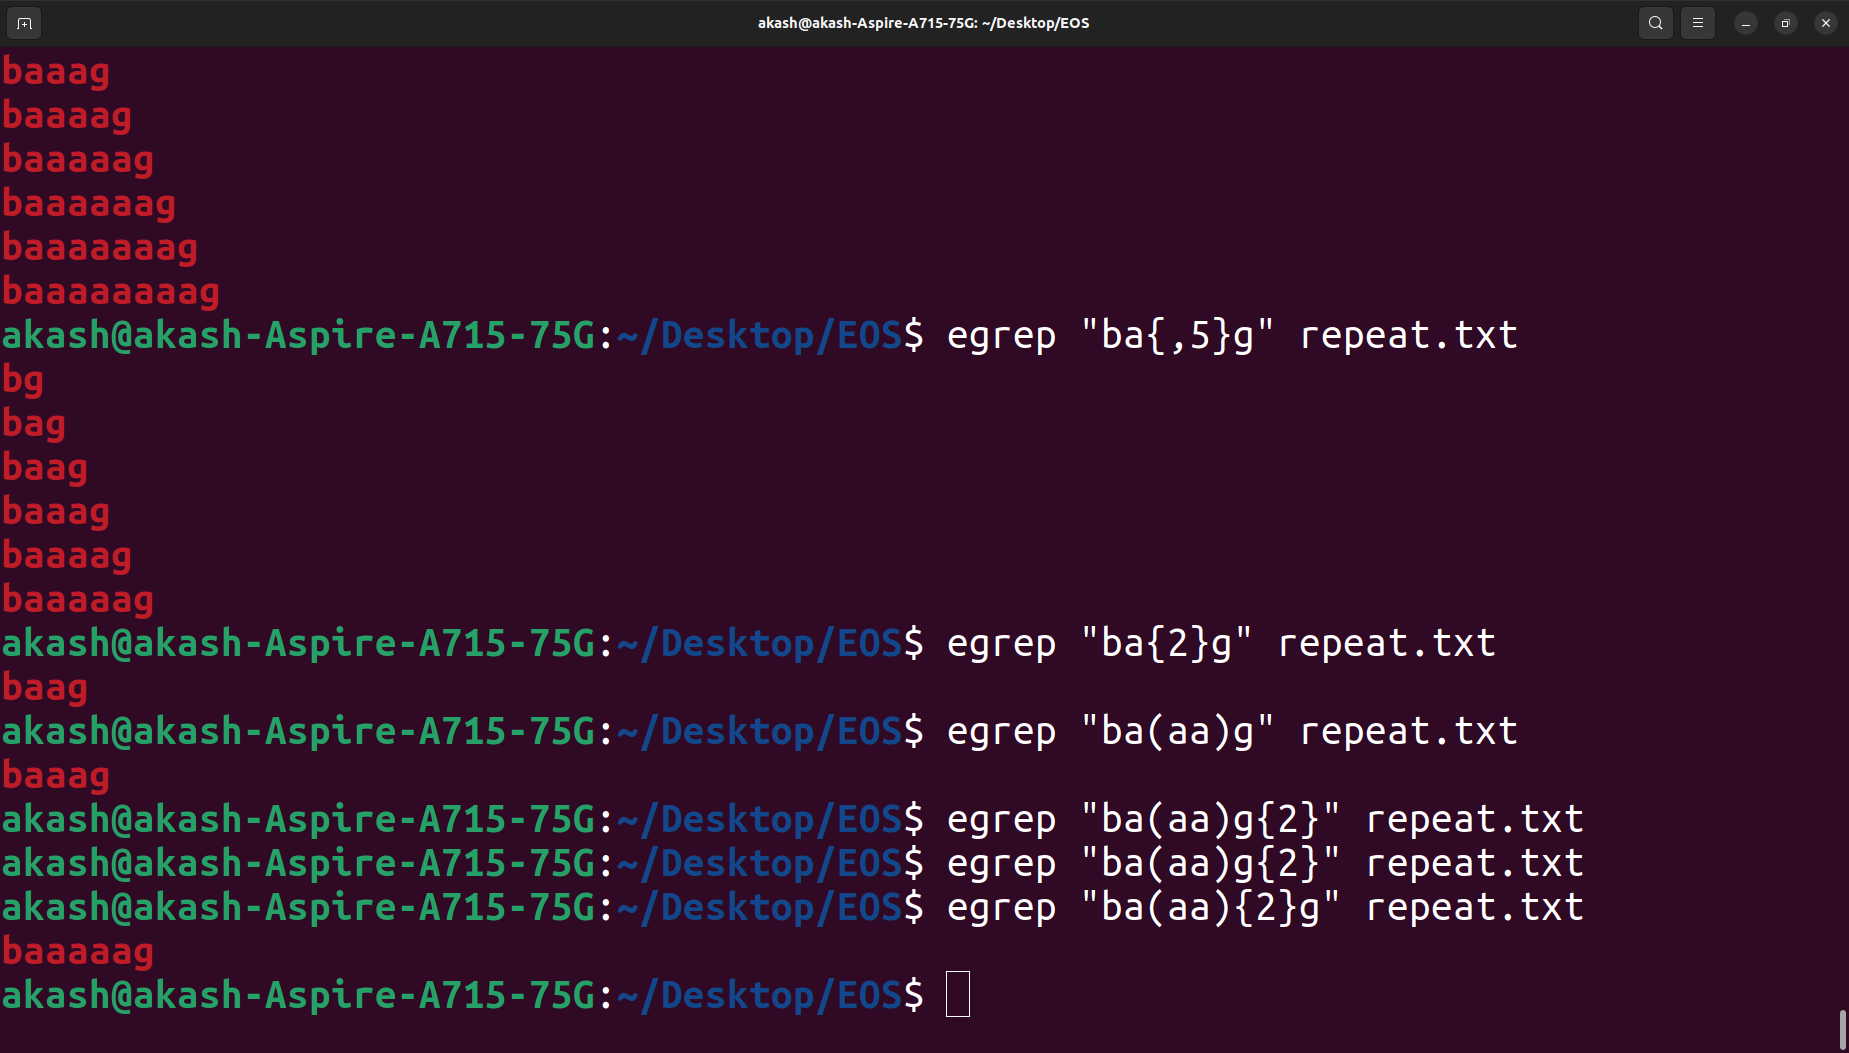 akash@akash-Aspire-A715-75G: ~/Desktop/EOS
baaag
baaaag
baaaaag
baaaaaag
baaaaaaag
baaaaaaaag
akash@akash-Aspire-A715-75G:~/Desktop/EOS$ egrep "ba{,5}g" repeat.txt
bg
bag
baag
baaag
baaaag
baaaaag
akash@akash-Aspire-A715-75G:~/Desktop/EOS$ egrep "ba{2}g" repeat.txt
baag
akash@akash-Aspire-A715-75G:~/Desktop/EOS$ egrep "ba(aa)g" repeat.txt
baaag
akash@akash-Aspire-A715-75G:~/Desktop/EOS$ egrep "ba(aa)g{2}" repeat.txt
akash@akash-Aspire-A715-75G:~/Desktop/EOS$ egrep "ba(aa)g{2}" repeat.txt
akash@akash-Aspire-A715-75G:~/Desktop/EOS$ egrep "ba(aa){2}g" repeat.txt
baaaaag
akash@akash-Aspire-A715-75G:~/Desktop/EOS$